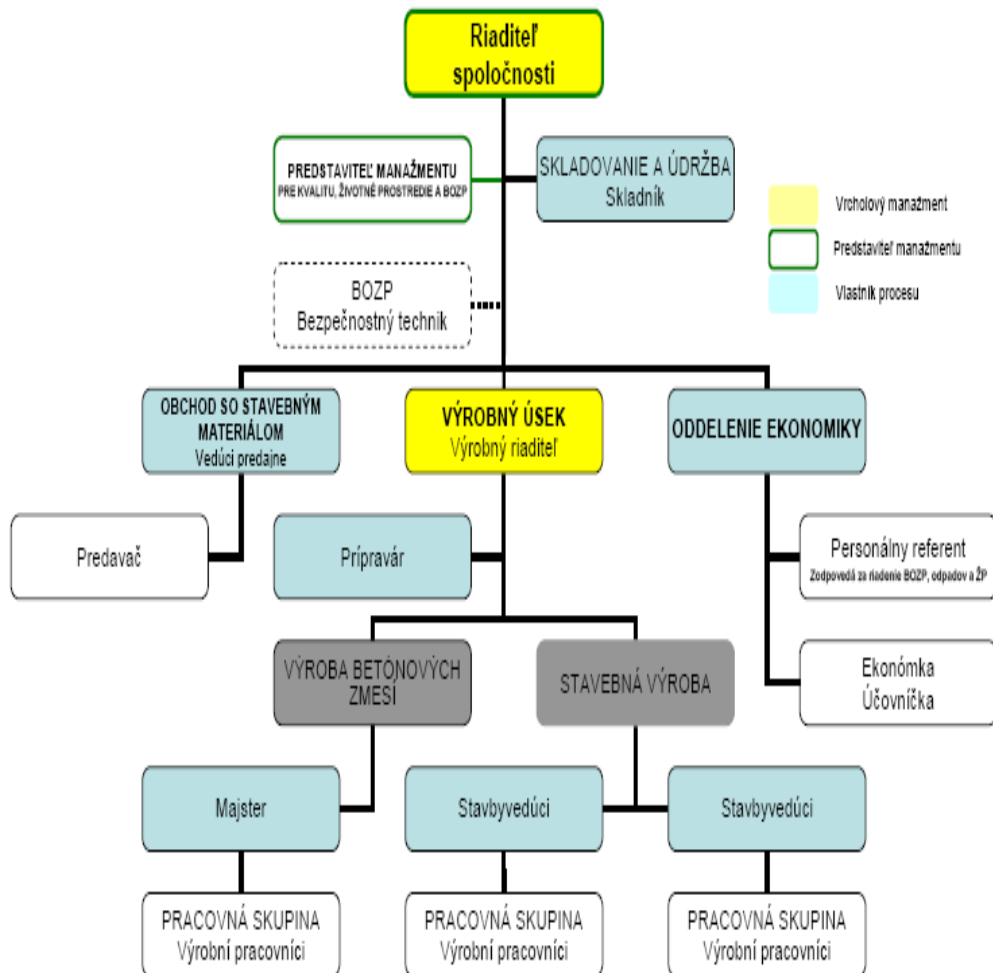 Riaditeľ
spoločnosti
PREDSTAVITEĽ MANAŽMENTU
PRE KVALITU, ŽIVOTNÉ PROSTREDIE A BOZP
SKLADOVANIE A ÚDRŽBA
Skladník
Vrcholový manažment
Predstaviteľ manažmentu
Vlastník procesu
BOZP
Bezpečnostný technik
OBCHOD SO STAVEBNÝM
MATERIÁLOM
Vedúci predajne
VÝROBNÝ ÚSEK
Výrobný riaditeľ
ODDELENIE EKONOMIKY
Predavač
Prípravár
Personálny referent
Zodpovedá za riadenie BOZP, odpadov a ŽP
VÝROBA BETÓNOVÝCH
ZMESÍ
STAVEBNÁ VÝROBA
Ekonómka
Účovníčka
Majster
Stavbyvedúci
Stavbyvedúci
PRACOVNÁ SKUPINA
Výrobní pracovníci
PRACOVNÁ SKUPINA
Výrobní pracovníci
PRACOVNÁ SKUPINA
Výrobní pracovníci